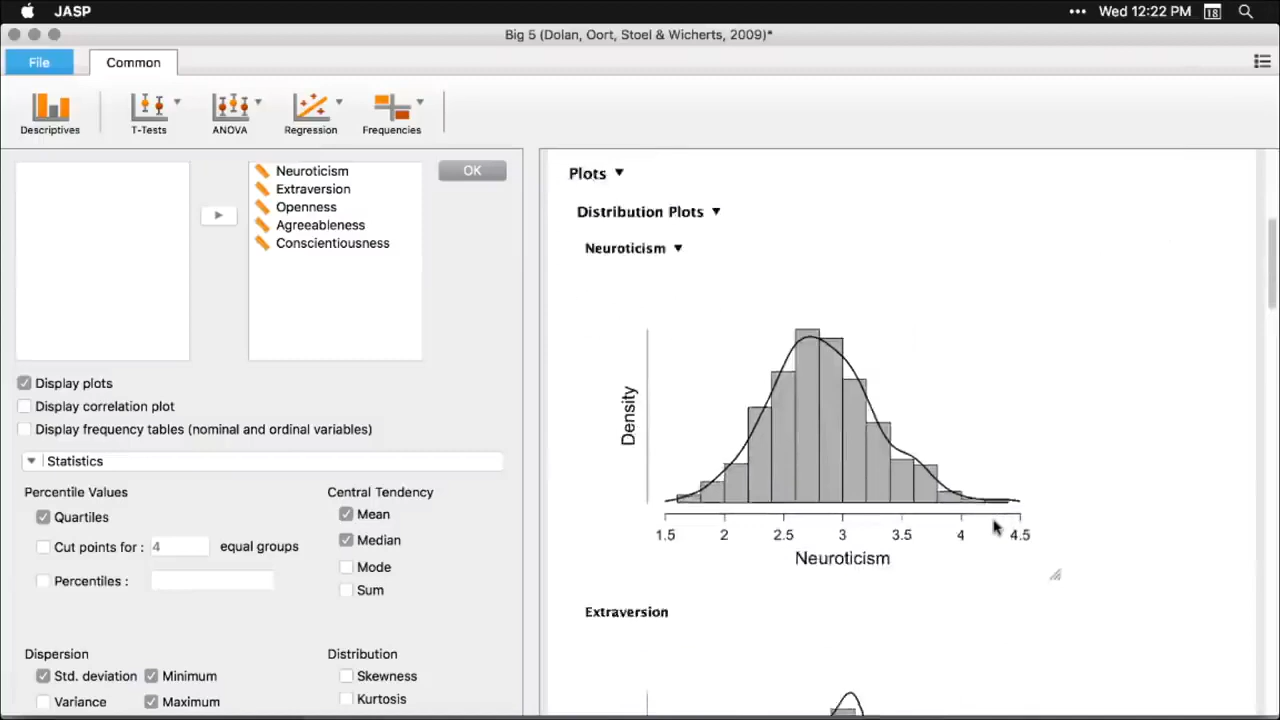 JASP
••• Wed 12:22 PM 18
Big 5 (Dolan, Oort, Stoel & Wicherts, 2009)*
File Common
Descriptives T-Tests ANOVA Regression Frequencies
Neuroticism
Extraversion
Openness
Agreeableness
Conscientiousness
OK
Display plots
Display correlation plot
Display frequency tables (nominal and ordinal variables)
Statistics
Percentile Values
Quartiles
Cut points for : 4 equal groups
Percentiles :
Central Tendency
Mean
Median
Mode
Sum
Dispersion
Std. deviation Minimum
Variance Maximum
Distribution
Skewness
Kurtosis
Plots
Distribution Plots
Neuroticism
Density
1.5 2 2.5 3 3.5 4 4.5
Neuroticism
Extraversion